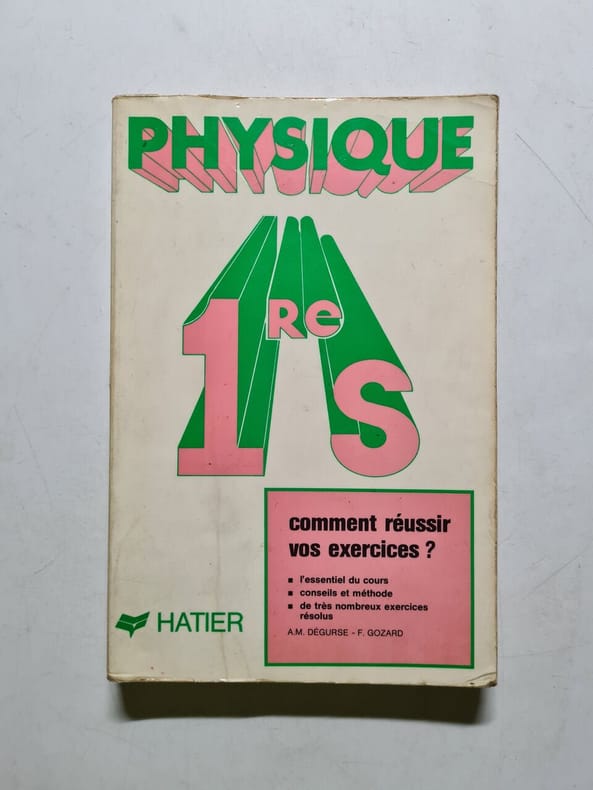 PHYSIQUE
1Re S
comment réussir
vos exercices ?
▪ l'essentiel du cours
▪ conseils et méthode
▪ de très nombreux exercices
résolus
A.M. DÉGURSE - F. GOZARD
HATIER